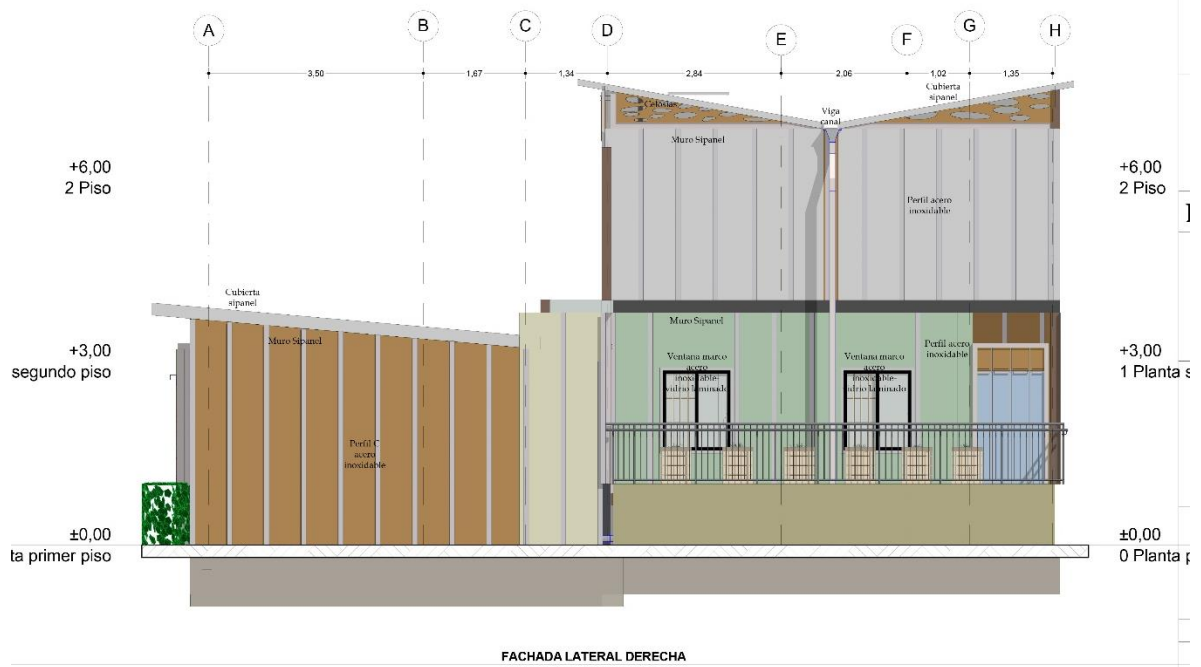 A B C D E F G H
3,50 1,67 1,34 2,84 2,06 1,02 1,35
Cubierta
sipanel
Celosias
Viga
canal
Muro Sipanel
+6,00
2 Piso
+6,00
2 Piso
Perfil acero
inoxidable
Cubierta
sipanel
Muro Sipanel
Muro Sipanel
Perfil acero
inoxidable
+3,00
segundo piso
+3,00
1 Planta s
Ventana marco
acero
inoxidable-
vidrio laminado
Ventana marco
acero
inoxidable-
vidrio laminado
Perfil C
acero
inoxidable
±0,00
ta primer piso
±0,00
0 Planta p
FACHADA LATERAL DERECHA